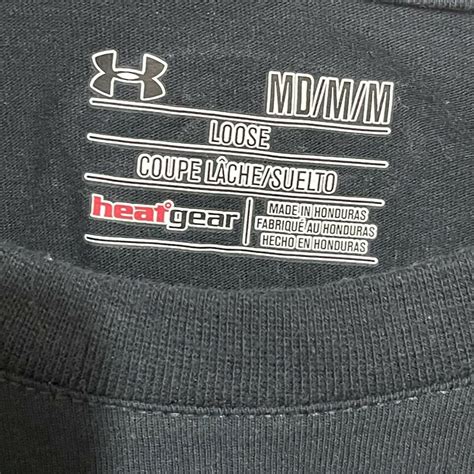 MD/M/M
LOOSE
COUPE LÂCHE/SUELTO
heatgear
MADE IN HONDURAS
FABRIQUÉ AU HONDURAS
HECHO EN HONDURAS